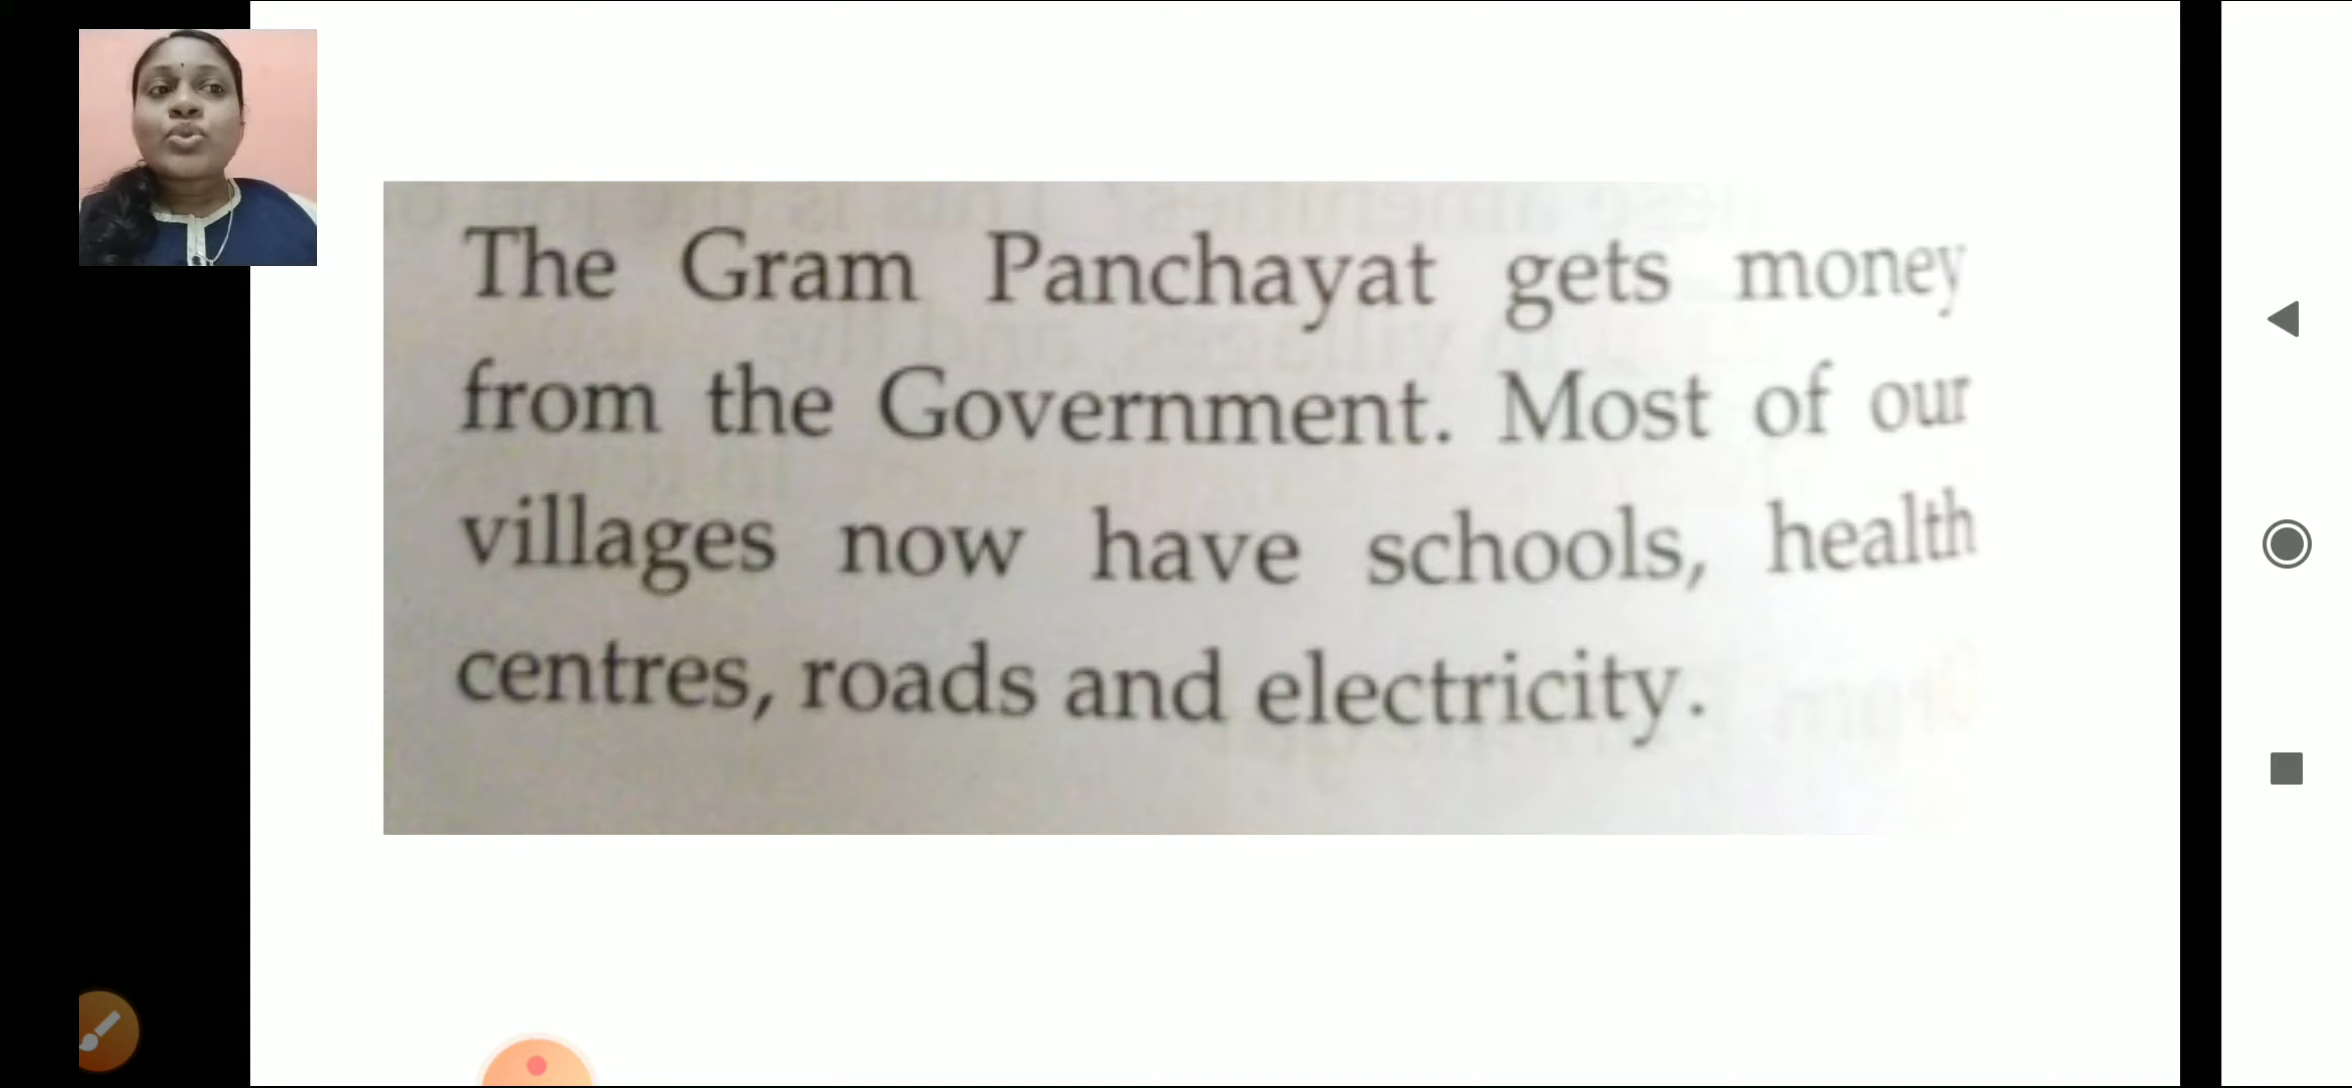 The Gram Panchayat gets money
from the Government. Most of our
villages now have schools, health
centres, roads and electricity.